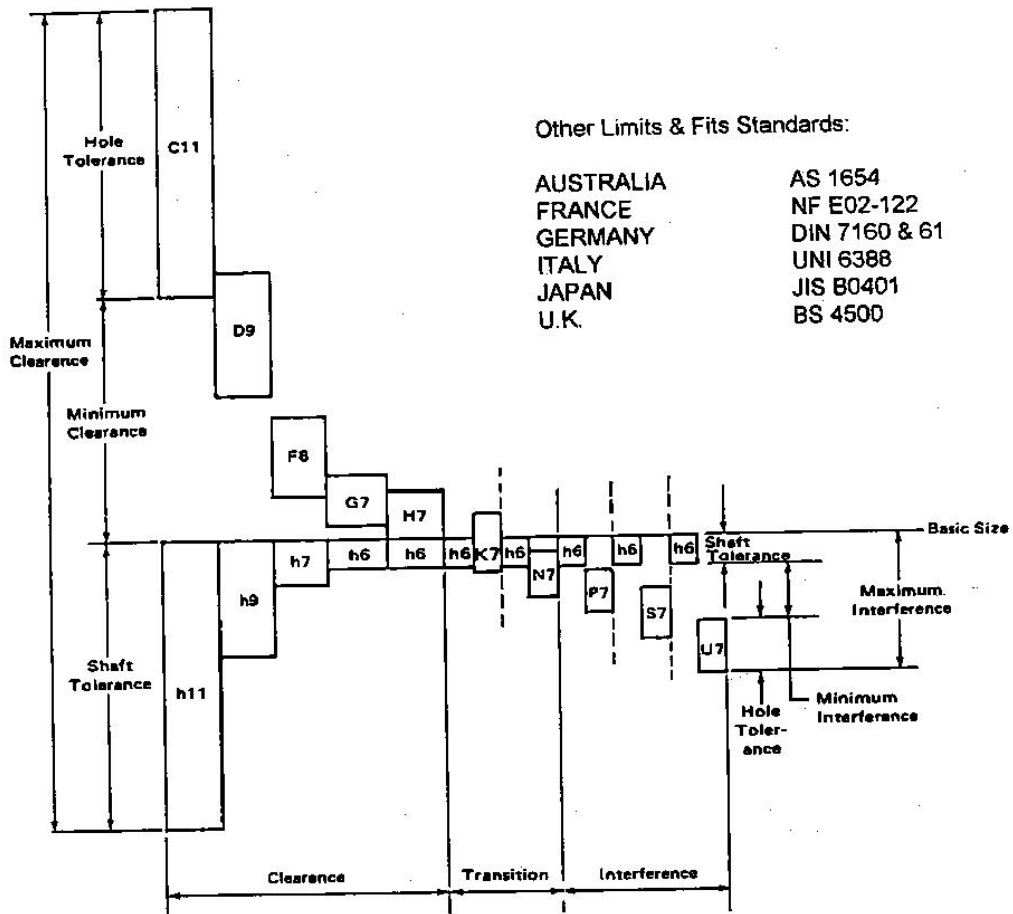 Other Limits & Fits Standards:
AUSTRALIA AS 1654
FRANCE NF E02-122
GERMANY DIN 7160 & 61
ITALY UNI 6388
JAPAN JIS B0401
U.K. BS 4500
Hole
Tolerance
C11
D9
Maximum
Clearance
Minimum
Clearance
F8
G7
H7
Basic Size
h7
h6
h6
h6
K7
h6
N7
h6
P7
h6
S7
h6
U7
Shaft
Tolerance
Maximum
Interference
h9
Shaft
Tolerance
h11
Minimum
Interference
Hole
Toler-
ance
Clearance
Transition
Interference